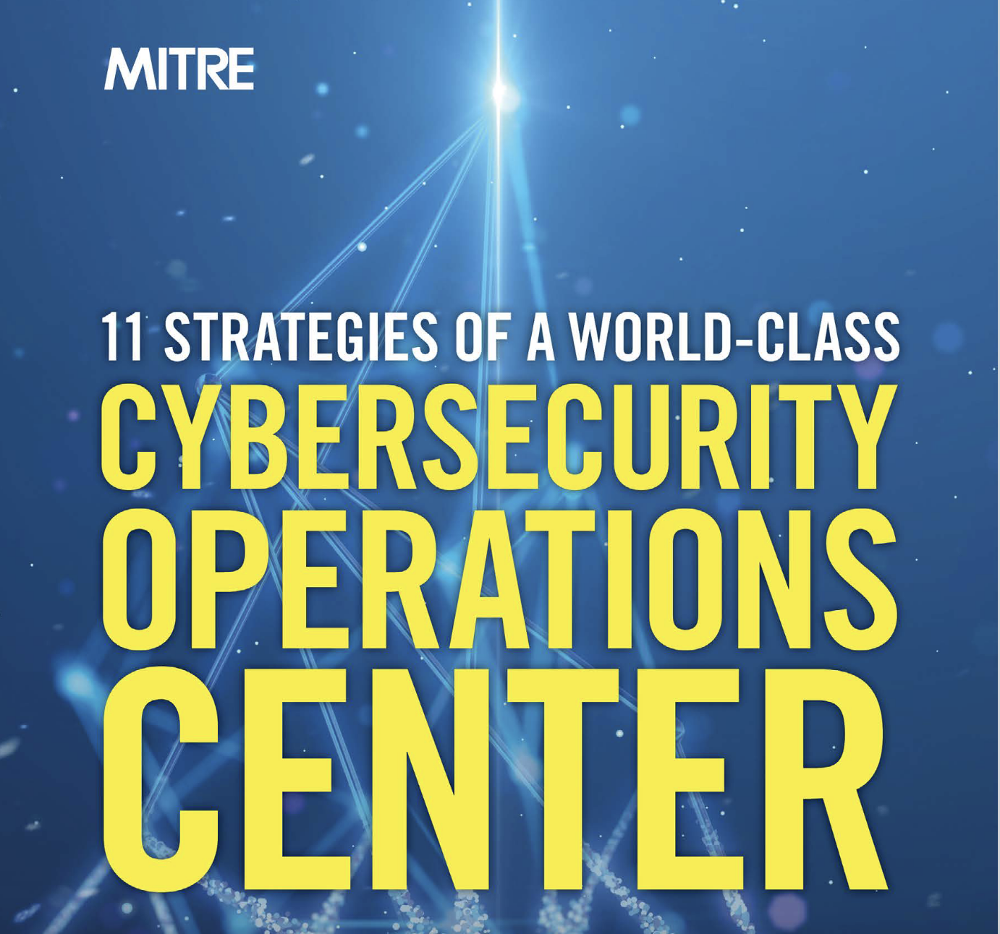 MITRE
11 STRATEGIES OF A WORLD-CLASS
CYBERSECURITY
OPERATIONS
CENTER